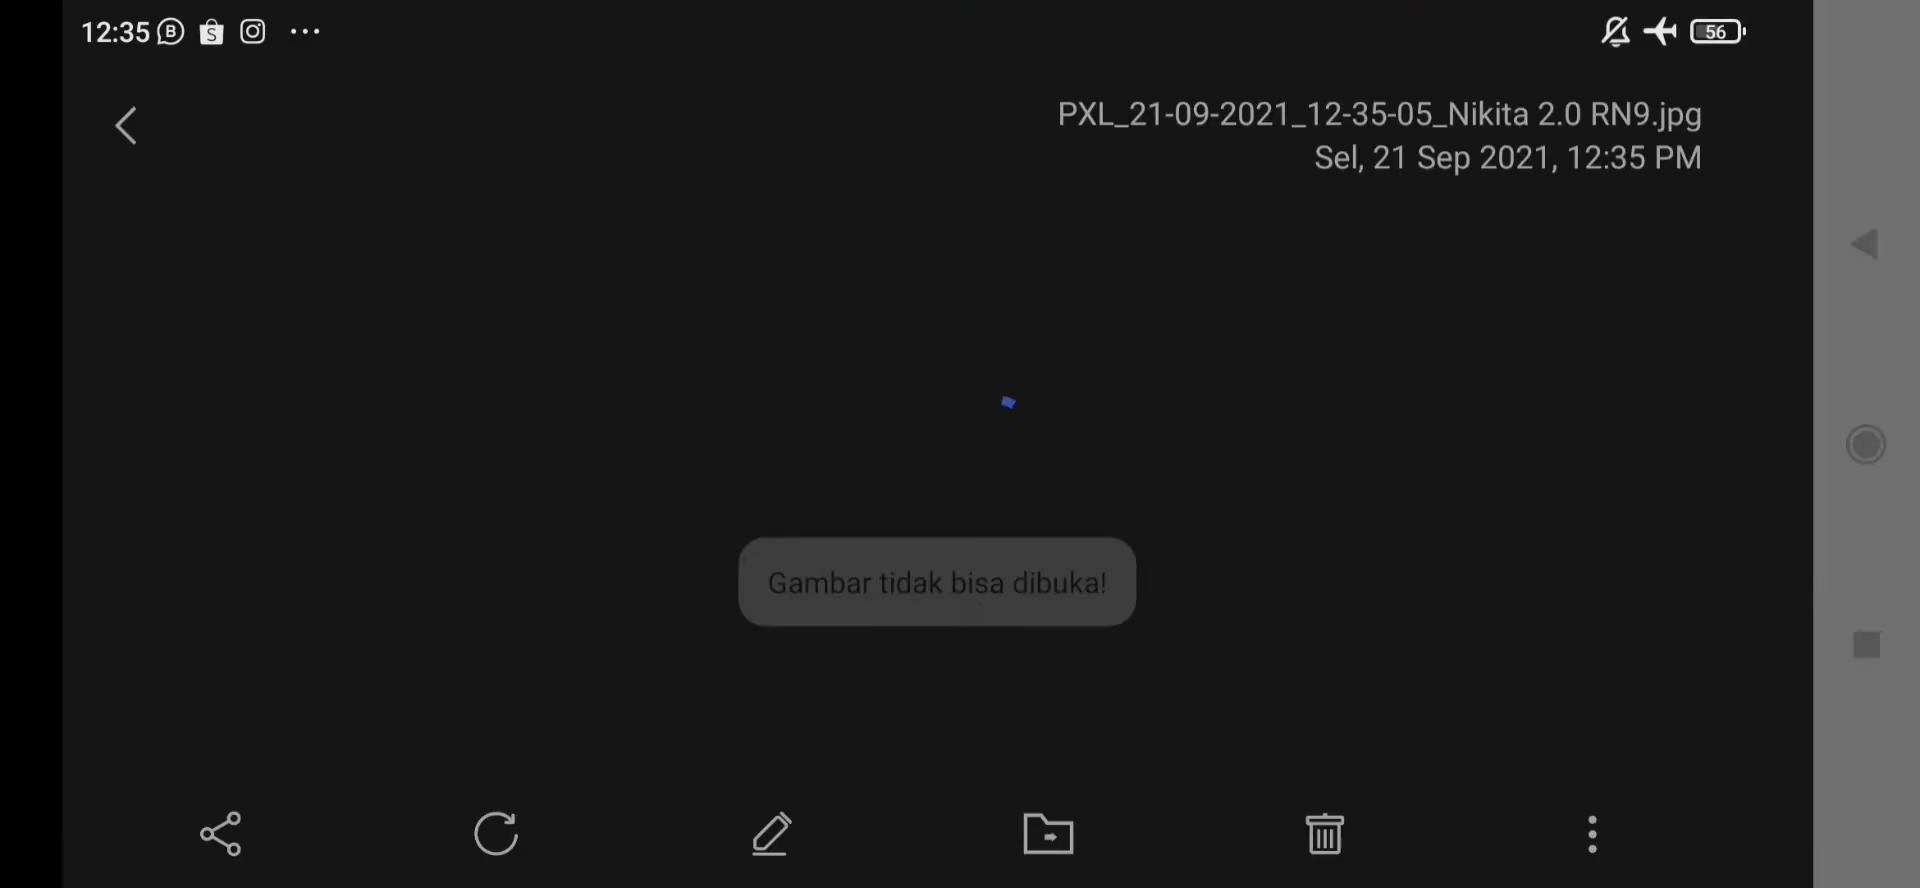 12:35
56
PXL_21-09-2021_12-35-05_Nikita 2.0 RN9.jpg
Sel, 21 Sep 2021, 12:35 PM
Gambar tidak bisa dibuka!